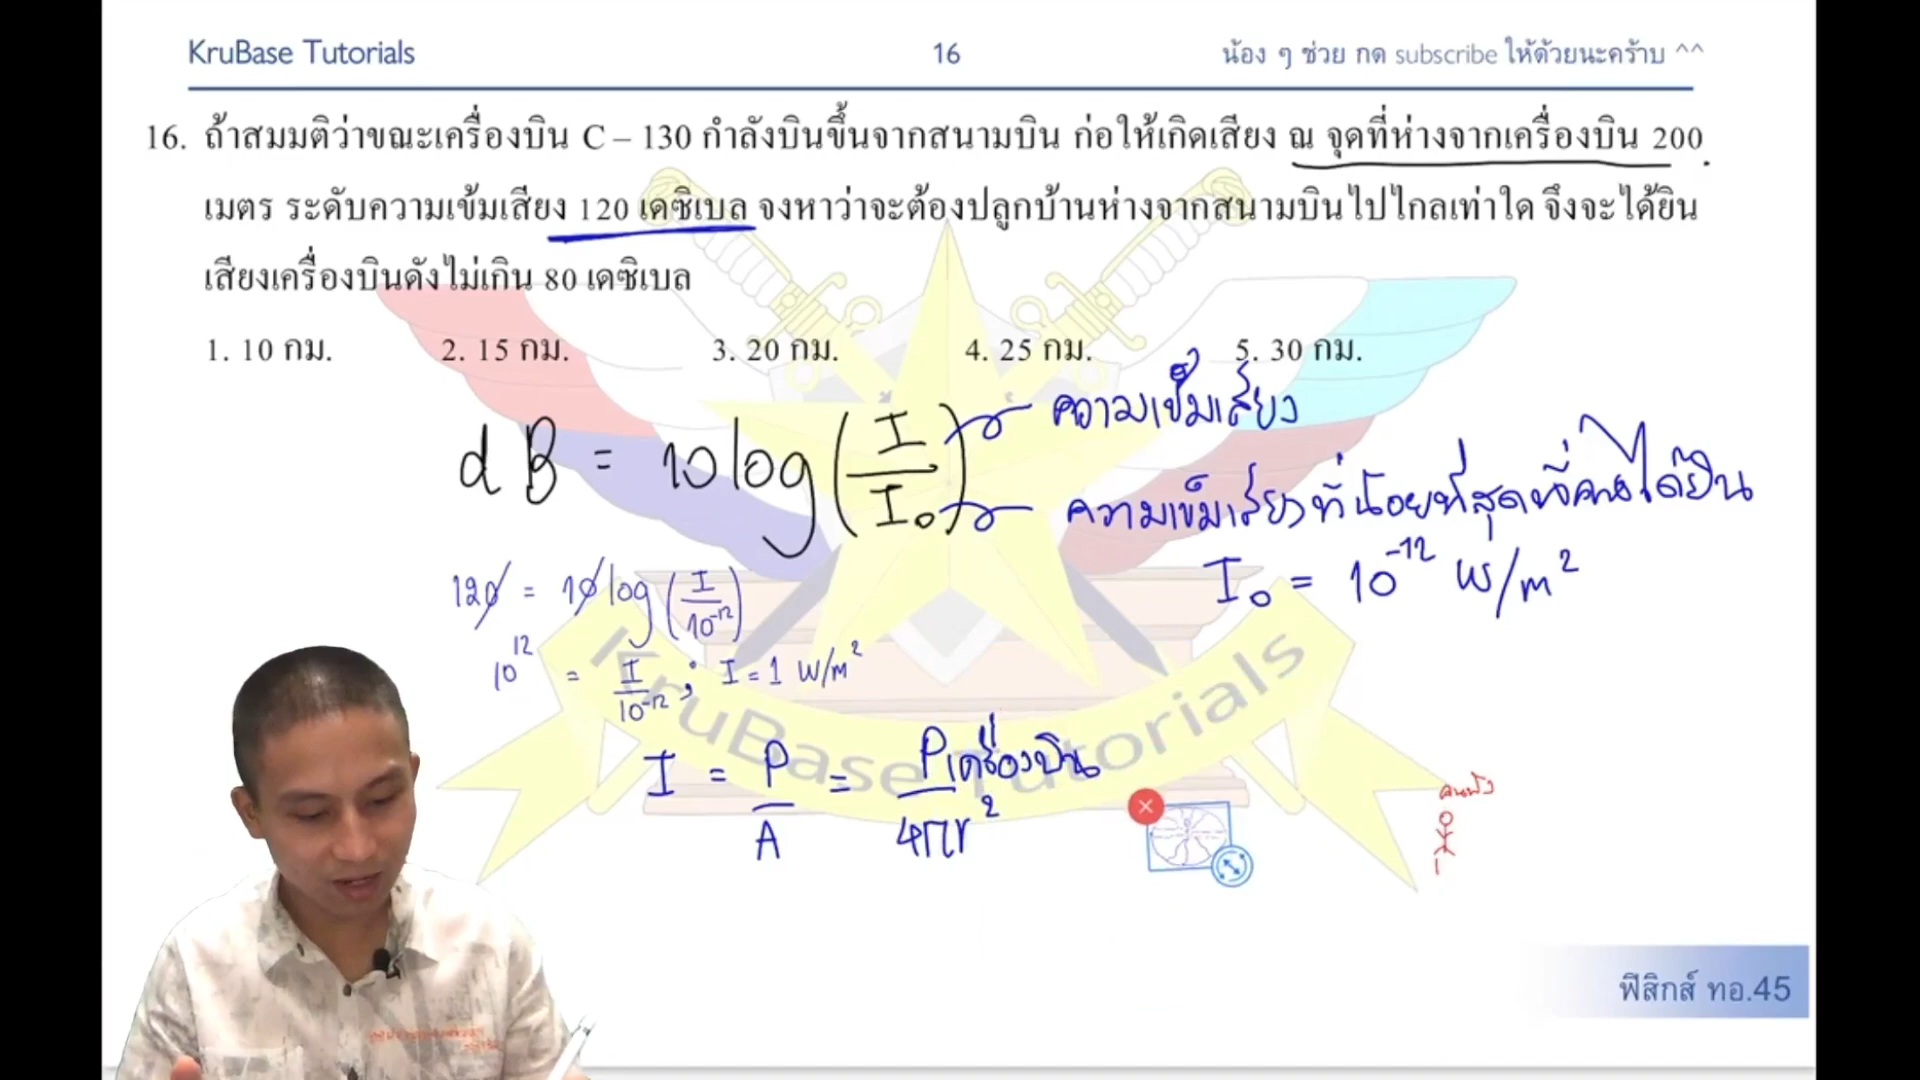 KruBase Tutorials 16 น้อง ๆ ช่วย กด subscribe ให้ด้วยนะคร้าบ ^^
16. ถ้าสมมติว่าขณะเครื่องบิน C – 130 กำลังบินขึ้นจากสนามบิน ก่อให้เกิดเสียง ณ จุดที่ห่างจากเครื่องบิน 200
เมตร ระดับความเข้มเสียง 120 เดซิเบล จงหาว่าจะต้องปลูกบ้านห่างจากสนามบินไปไกลเท่าใด จึงจะได้ยิน
เสียงเครื่องบินดังไม่เกิน 80 เดซิเบล
1. 10 กม. 2. 15 กม. 3. 20 กม. 4. 25 กม. 5. 30 กม.
dB = 10 log (I/I₀)
ความเข้มเสียง
ความเข้มเสียงที่น้อยที่สุดที่คนได้ยิน
I₀ = 10⁻¹² W/m²
120 = 10 log (I/10⁻¹²)
10¹² = I/10⁻¹² ; I = 1 W/m²
I = P/A = Pเครื่องบิน/4πr²
คนฟัง
KruBase Tutorials
ฟิสิกส์ ทอ.45